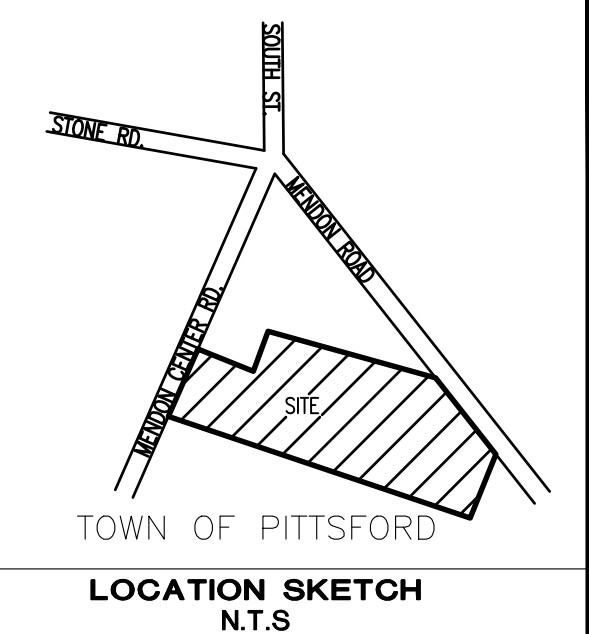 SOUTH ST.
STONE RD.
MENDON ROAD
MENDON CENTER RD.
SITE
TOWN OF PITTSFORD
LOCATION SKETCH
N.T.S